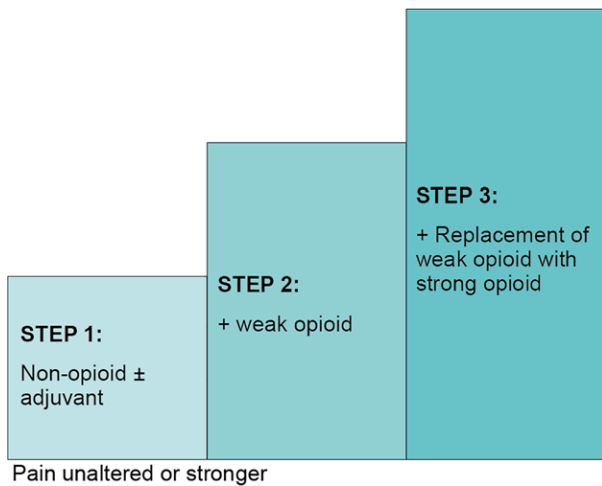 STEP 1:
Non-opioid ±
adjuvant
STEP 2:
+ weak opioid
STEP 3:
+ Replacement of
weak opioid with
strong opioid
Pain unaltered or stronger